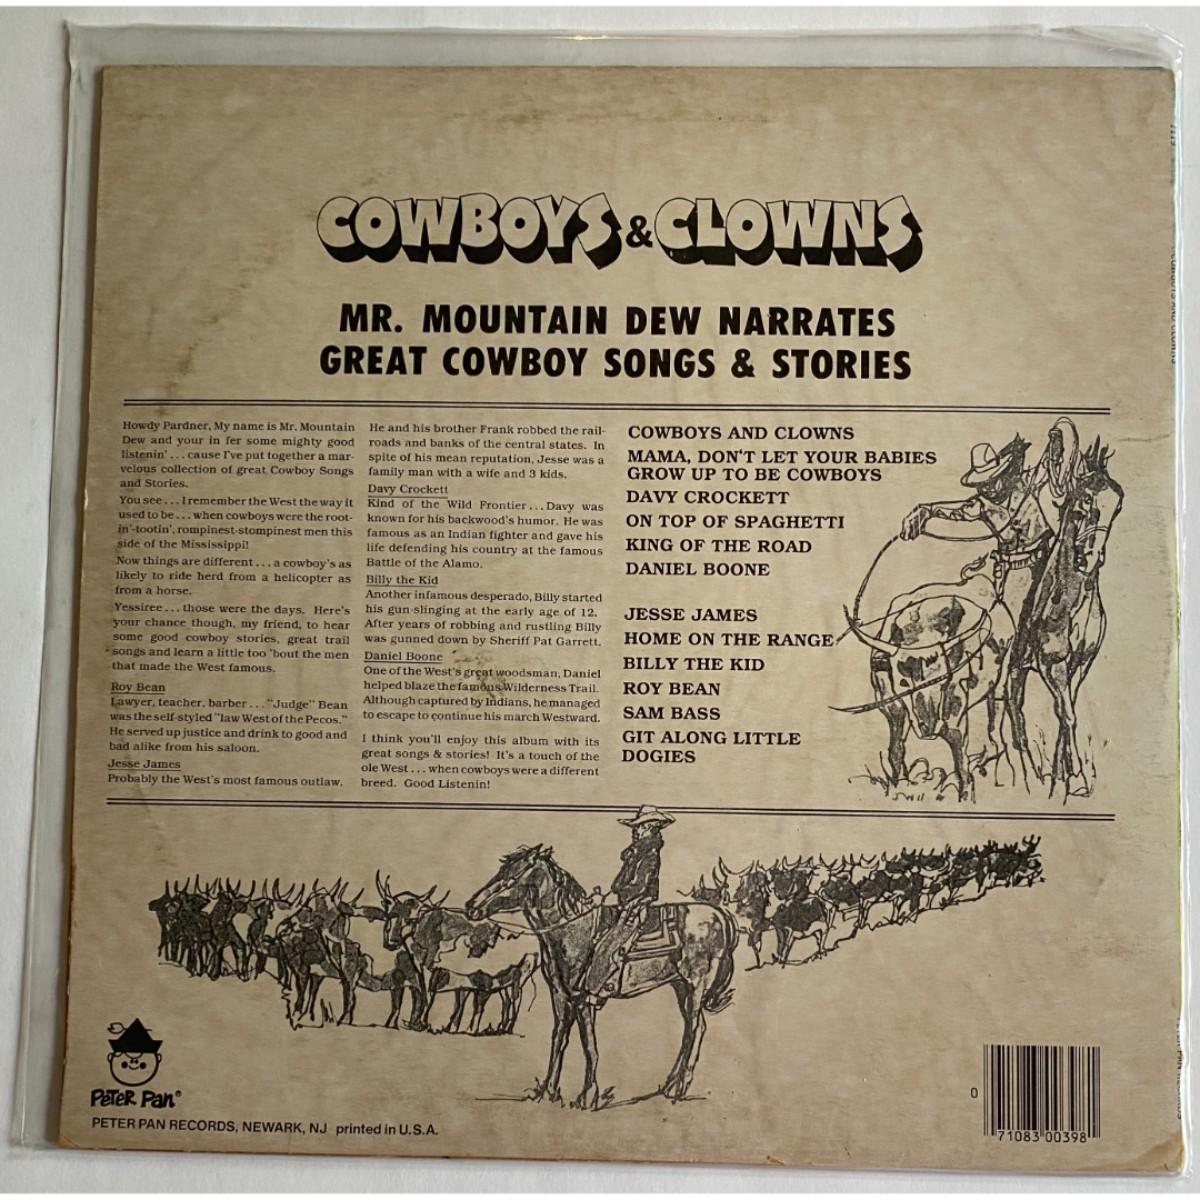 COWBOYS & CLOWNS
MR. MOUNTAIN DEW NARRATES
GREAT COWBOY SONGS & STORIES
Howdy Pardner, My name is Mr. Mountain
Dew and your in fer some mighty good
listenin' . . . cause I've put together a mar-
velous collection of great Cowboy Songs
and Stories.
You see . . . I remember the West the way it
used to be . . . when cowboys were the root-
in'-tootin', rompinest-stompinest men this
side of the Mississippi!
Now things are different . . . a cowboy's as
likely to ride herd from a helicopter as
from a horse.
Yessiree . . . those were the days. Here's
your chance though, my friend, to hear
some good cowboy stories, great trail
songs and learn a little too 'bout the men
that made the West famous.
Roy Bean
Lawyer, teacher, barber . . . "Judge" Bean
was the self-styled "law West of the Pecos."
He served up justice and drink to good and
bad alike from his saloon.
Jesse James
Probably the West's most famous outlaw.
He and his brother Frank robbed the rail-
roads and banks of the central states. In
spite of his mean reputation, Jesse was a
family man with a wife and 3 kids.
Davy Crockett
Kind of the Wild Frontier . . . Davy was
known for his backwood's humor. He was
famous as an Indian fighter and gave his
life defending his country at the famous
Battle of the Alamo.
Billy the Kid
Another infamous desperado, Billy started
his gun-slinging at the early age of 12.
After years of robbing and rustling Billy
was gunned down by Sheriff Pat Garrett.
Daniel Boone
One of the West's great woodsman, Daniel
helped blaze the famous Wilderness Trail.
Although captured by Indians, he managed
to escape to continue his march Westward.
I think you'll enjoy this album with its
great songs & stories! It's a touch of the
ole West . . . when cowboys were a different
breed. Good Listenin!
COWBOYS AND CLOWNS
MAMA, DON'T LET YOUR BABIES
GROW UP TO BE COWBOYS
DAVY CROCKETT
ON TOP OF SPAGHETTI
KING OF THE ROAD
DANIEL BOONE
JESSE JAMES
HOME ON THE RANGE
BILLY THE KID
ROY BEAN
SAM BASS
GIT ALONG LITTLE
DOGIES
PETER PAN®
PETER PAN RECORDS, NEWARK, NJ printed in U.S.A.
0
71083 00398